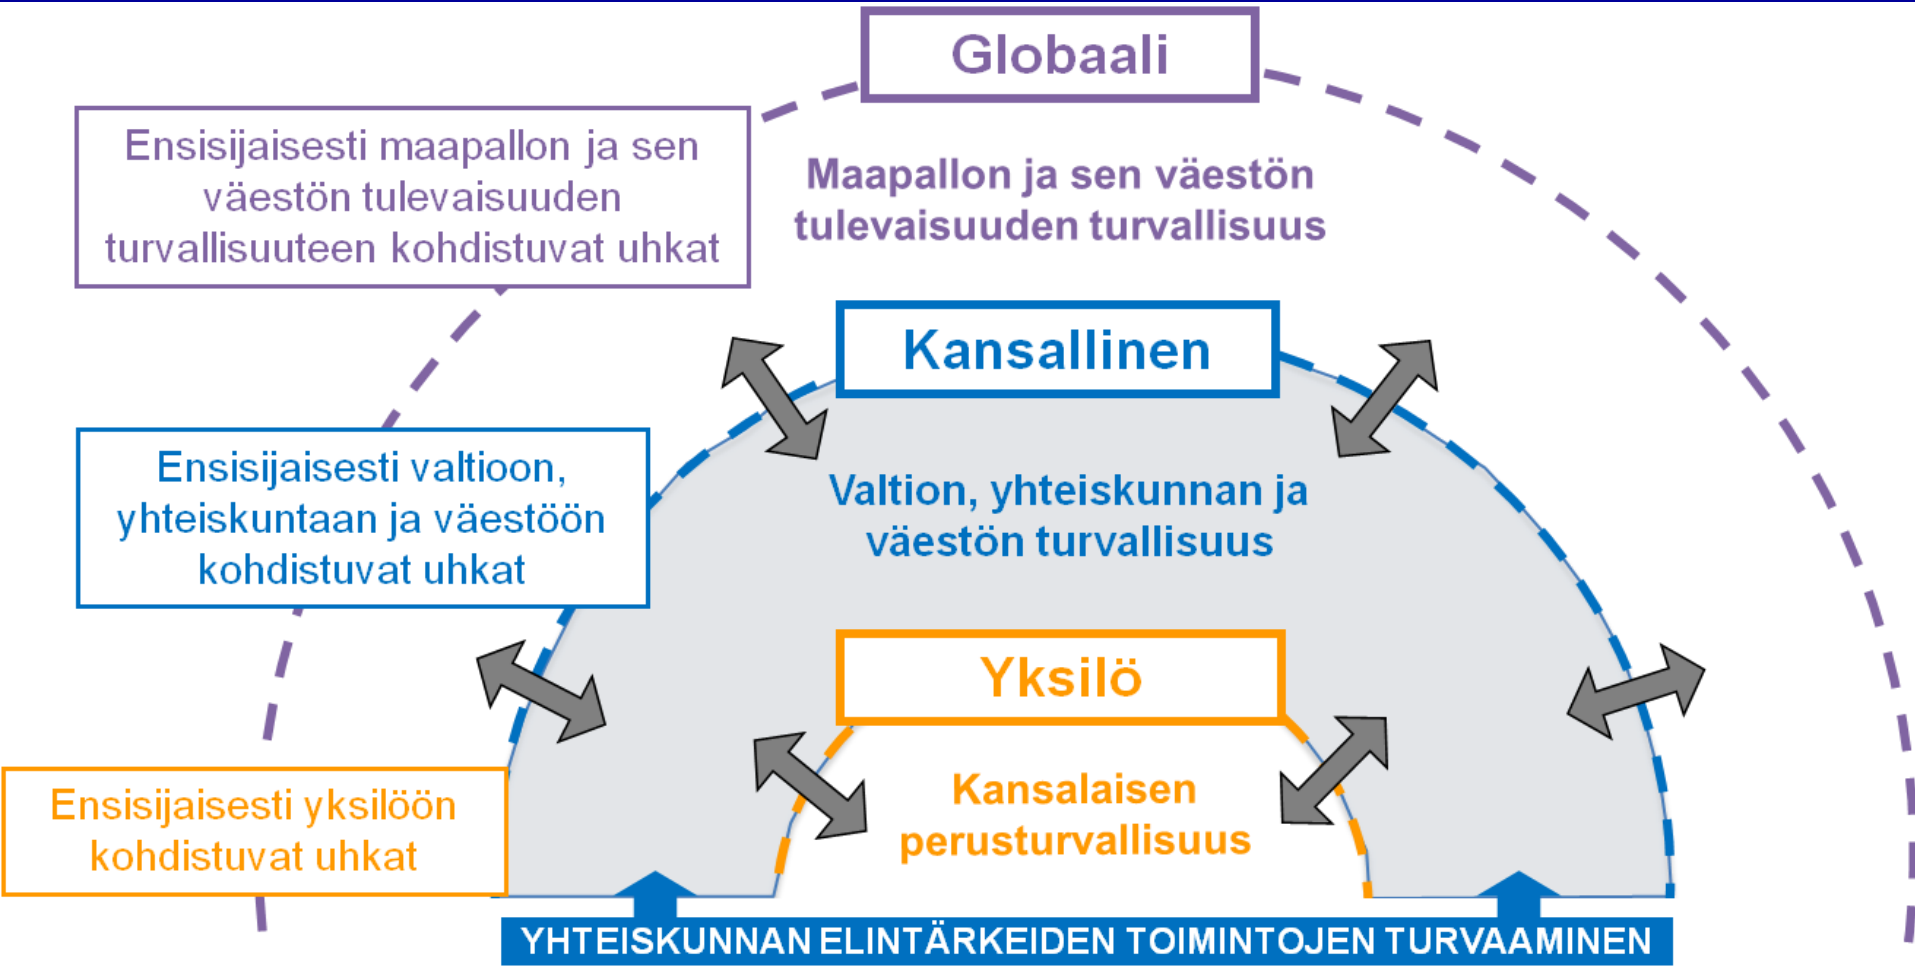 Globaali
Ensisijaisesti maapallon ja sen
väestön tulevaisuuden
turvallisuuteen kohdistuvat uhkat
Maapallon ja sen väestön
tulevaisuuden turvallisuus
Kansallinen
Ensisijaisesti valtioon,
yhteiskuntaan ja väestöön
kohdistuvat uhkat
Valtion, yhteiskunnan ja
väestön turvallisuus
Yksilö
Ensisijaisesti yksilöön
kohdistuvat uhkat
Kansalaisen
perusturvallisuus
YHTEISKUNNAN ELINTÄRKEIDEN TOIMINTOJEN TURVAAMINEN